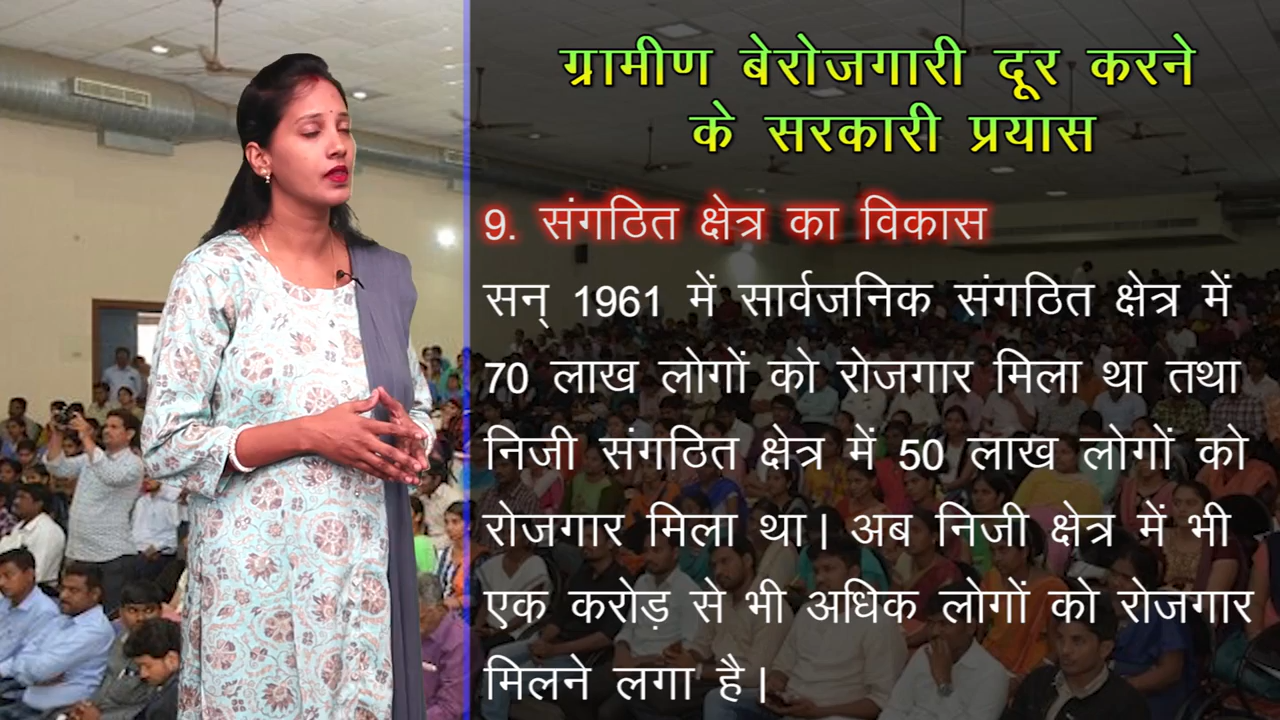 ग्रामीण बेरोजगारी दूर करने
के सरकारी प्रयास
9. संगठित क्षेत्र का विकास
सन् 1961 में सार्वजनिक संगठित क्षेत्र में
70 लाख लोगों को रोजगार मिला था तथा
निजी संगठित क्षेत्र में 50 लाख लोगों को
रोजगार मिला था। अब निजी क्षेत्र में भी
एक करोड़ से भी अधिक लोगों को रोजगार
मिलने लगा है।